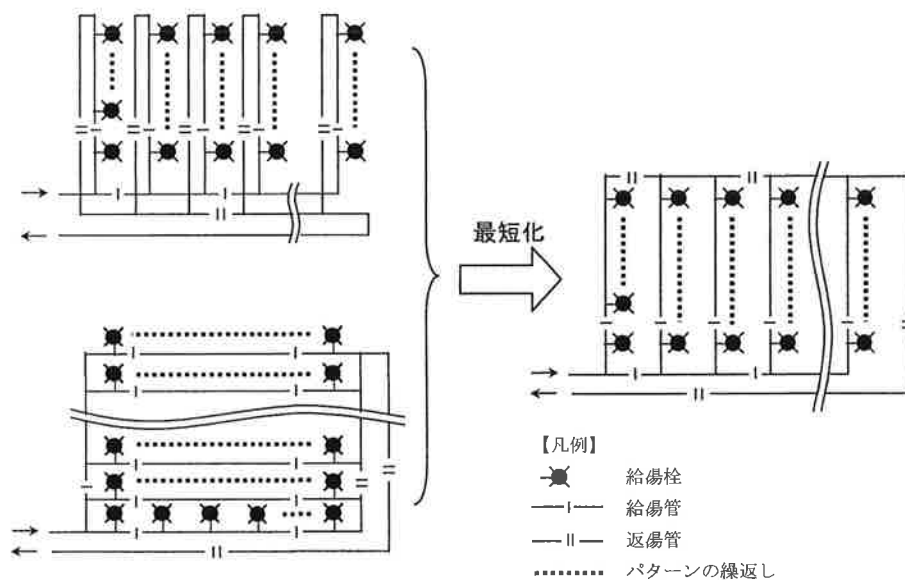 最短化
【凡例】
給湯栓
給湯管
返湯管
パターンの繰返し